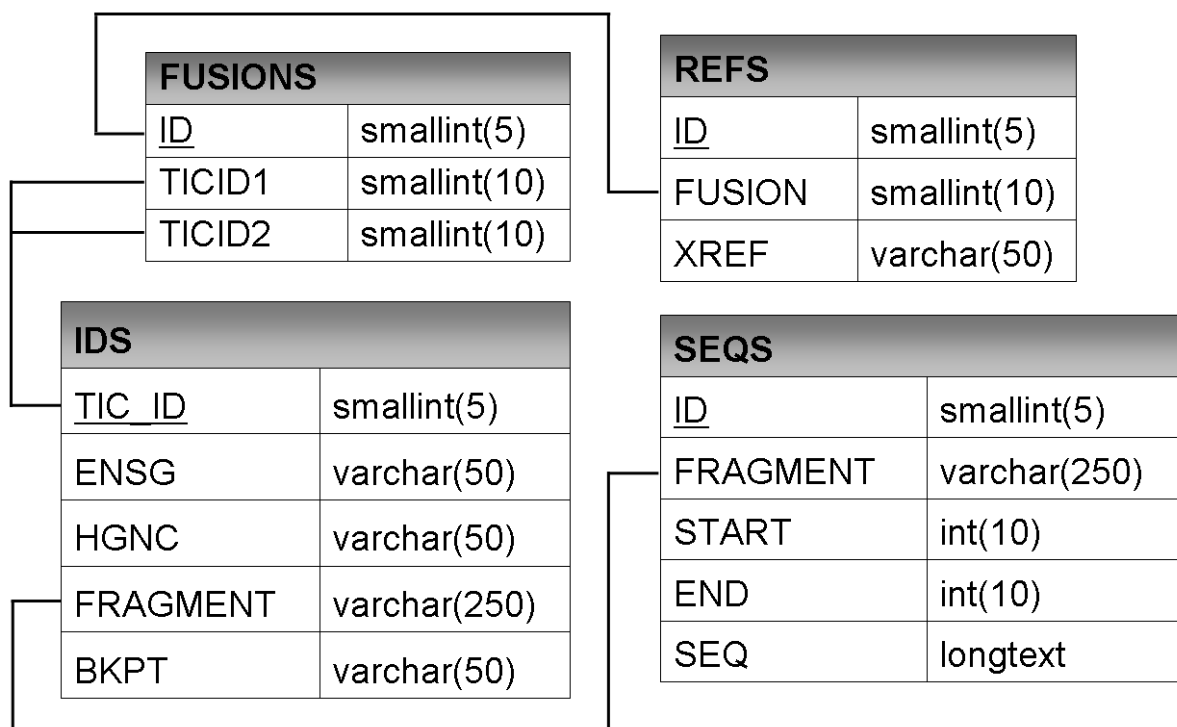 FUSIONS
ID smallint(5)
TICID1 smallint(10)
TICID2 smallint(10)
REFS
ID smallint(5)
FUSION smallint(10)
XREF varchar(50)
IDS
TIC_ID smallint(5)
ENSG varchar(50)
HGNC varchar(50)
FRAGMENT varchar(250)
BKPT varchar(50)
SEQS
ID smallint(5)
FRAGMENT varchar(250)
START int(10)
END int(10)
SEQ longtext